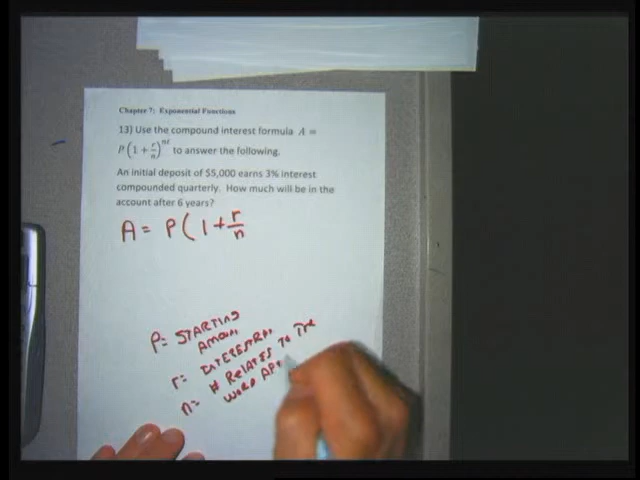 Chapter 7: Exponential Functions
13) Use the compound interest formula A =
P(1 + r/n)^nt to answer the following.
An initial deposit of $5,000 earns 3% interest
compounded quarterly. How much will be in the
account after 6 years?
A = P(1+ r/n
P= STARTING
AMOUNT
r=
n= # RELATES TO THE
WORD